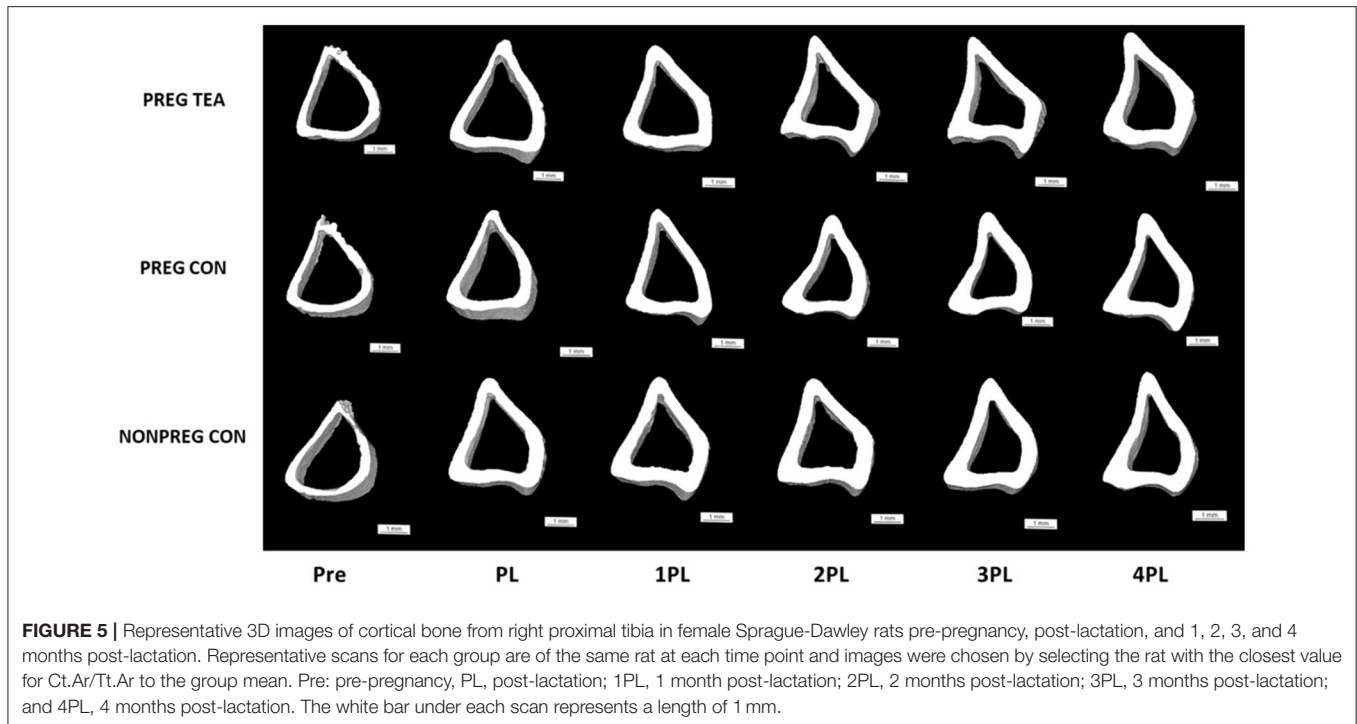 PREG TEA
1 mm 1 mm 1 mm 1 mm 1 mm 1 mm
PREG CON
1 mm 1 mm 1 mm 1 mm 1 mm 1 mm
NONPREG CON
1 mm 1 mm 1 mm 1 mm 1 mm 1 mm
Pre PL 1PL 2PL 3PL 4PL
FIGURE 5 | Representative 3D images of cortical bone from right proximal tibia in female Sprague-Dawley rats pre-pregnancy, post-lactation, and 1, 2, 3, and 4
months post-lactation. Representative scans for each group are of the same rat at each time point and images were chosen by selecting the rat with the closest value
for Ct.Ar/Tt.Ar to the group mean. Pre: pre-pregnancy, PL, post-lactation; 1PL, 1 month post-lactation; 2PL, 2 months post-lactation; 3PL, 3 months post-lactation;
and 4PL, 4 months post-lactation. The white bar under each scan represents a length of 1 mm.